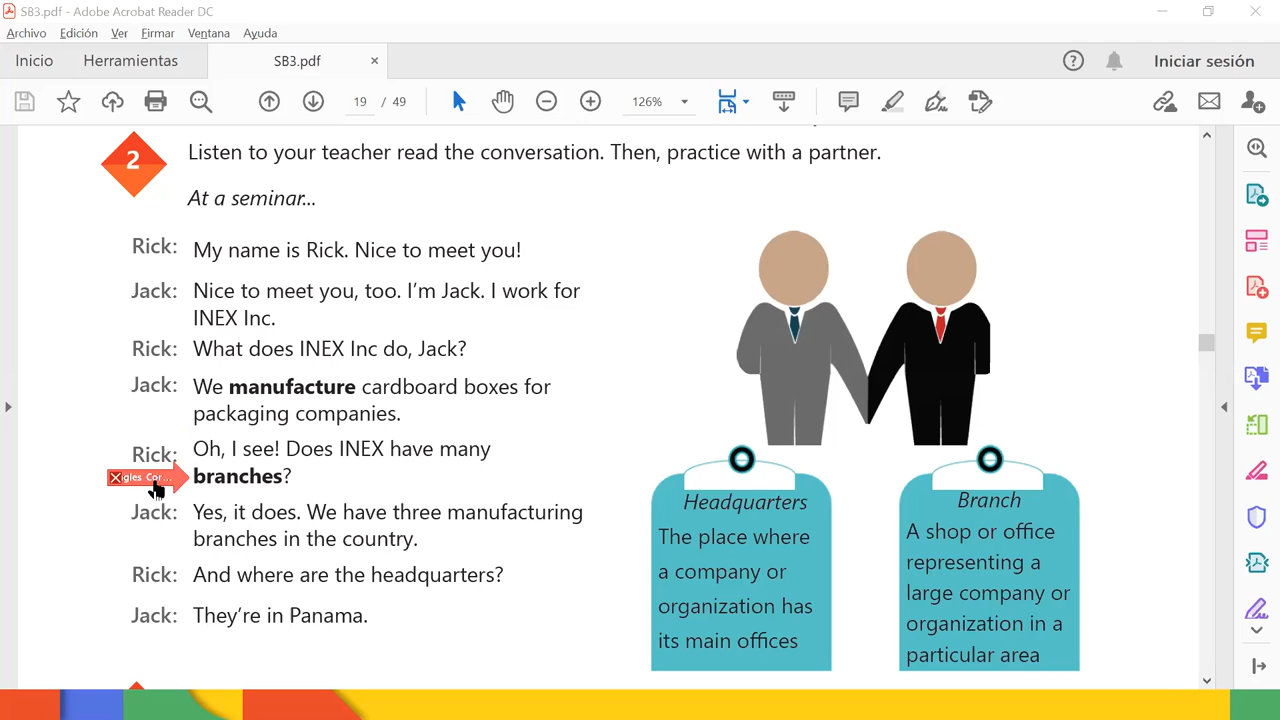 SB3.pdf - Adobe Acrobat Reader DC
Archivo Edición Ver Firmar Ventana Ayuda
Inicio Herramientas SB3.pdf × Iniciar sesión
19 / 49 126%
2
Listen to your teacher read the conversation. Then, practice with a partner.
At a seminar...
Rick: My name is Rick. Nice to meet you!
Jack: Nice to meet you, too. I'm Jack. I work for
INEX Inc.
Rick: What does INEX Inc do, Jack?
Jack: We manufacture cardboard boxes for
packaging companies.
Rick: Oh, I see! Does INEX have many
branches?
gles Cor...
Jack: Yes, it does. We have three manufacturing
branches in the country.
Rick: And where are the headquarters?
Jack: They're in Panama.
Headquarters
The place where
a company or
organization has
its main offices
Branch
A shop or office
representing a
large company or
organization in a
particular area